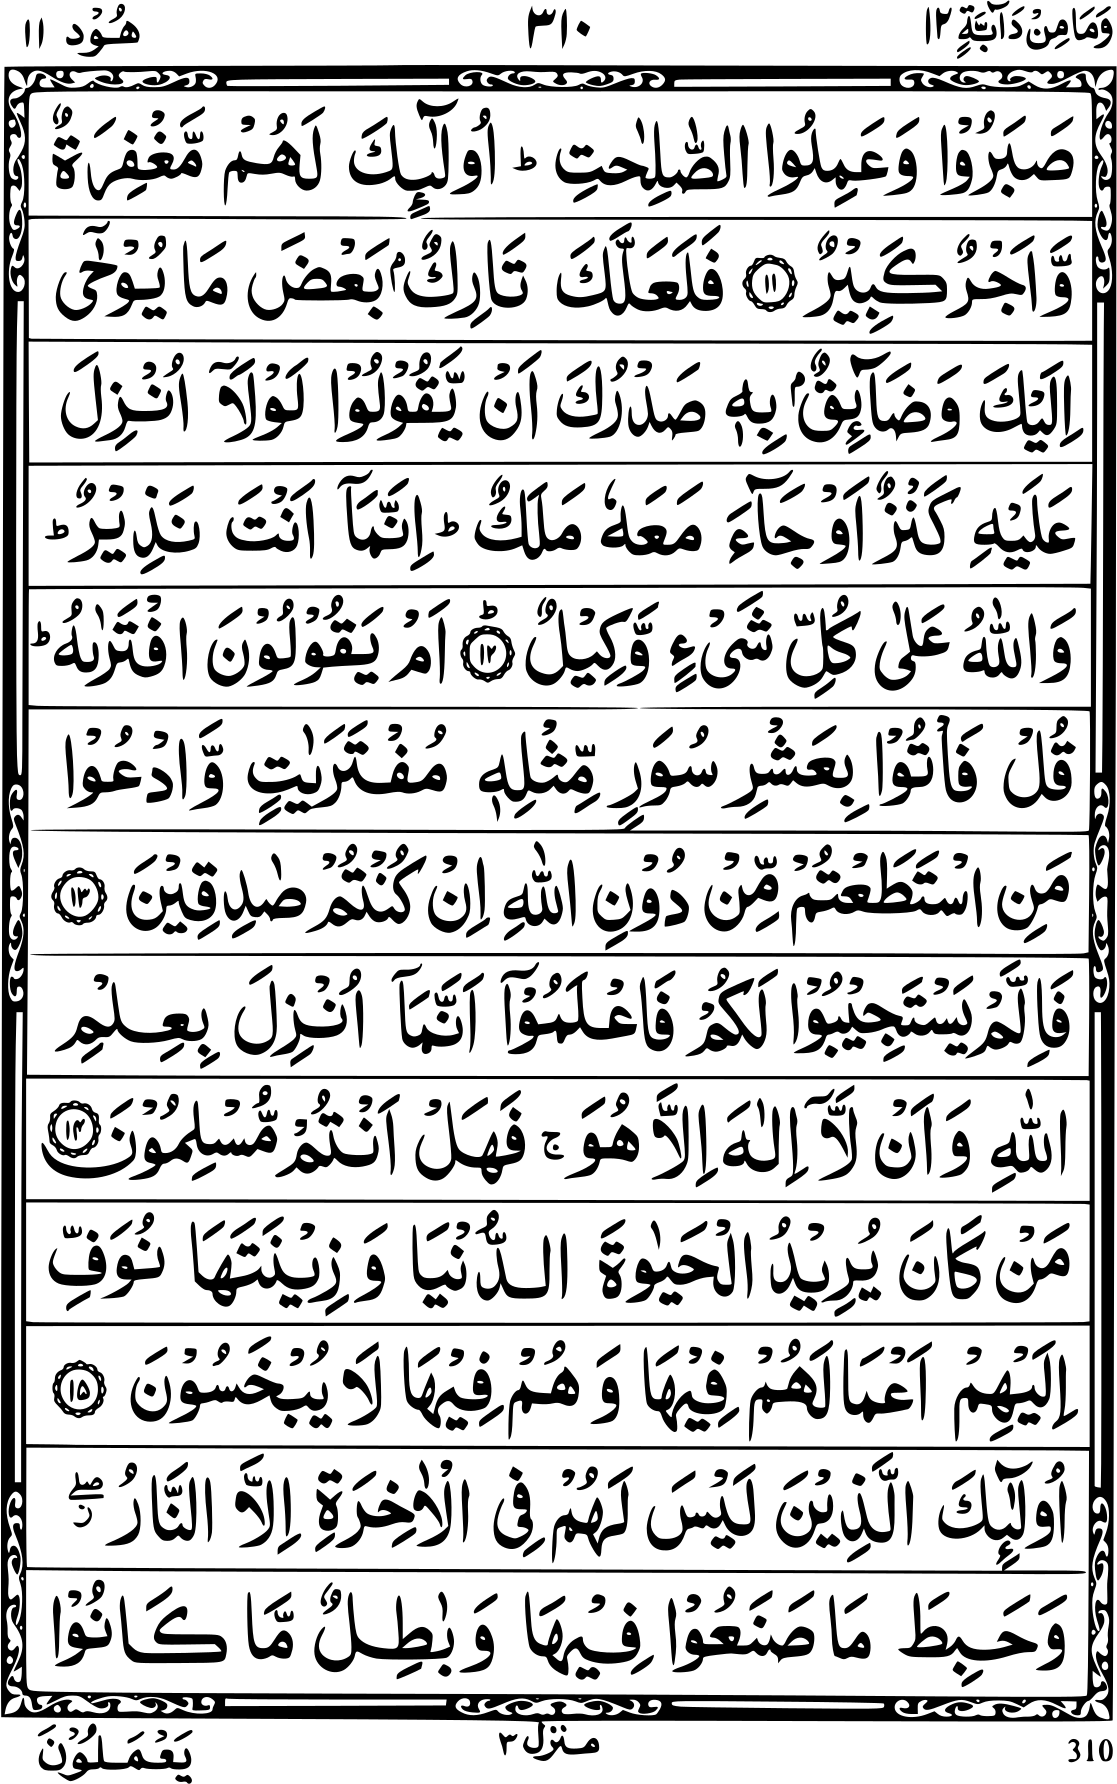 وَمَا مِنْ دَآبَّةٍ ١٢ ٣١٠ هُوْد ١١
صَبَرُوْا وَعَمِلُوا الصّٰلِحٰتِ ؕ اُولٰٓئِكَ لَهُمْ مَّغْفِرَةٌ
وَّاَجْرٌ كَبِيْرٌ ۝١١ فَلَعَلَّكَ تَارِكٌۢ بَعْضَ مَا يُوْحٰۤى
اِلَيْكَ وَضَآئِقٌۢ بِهٖ صَدْرُكَ اَنْ يَّقُوْلُوْا لَوْلَاۤ اُنْزِلَ
عَلَيْهِ كَنْزٌ اَوْ جَآءَ مَعَهٗ مَلَكٌ ؕ اِنَّمَاۤ اَنْتَ نَذِيْرٌ ؕ
وَاللّٰهُ عَلٰى كُلِّ شَىْءٍ وَّكِيْلٌ ؕ۝١٢ اَمْ يَقُوْلُوْنَ افْتَرٰىهُ ؕ
قُلْ فَاْتُوْا بِعَشْرِ سُوَرٍ مِّثْلِهٖ مُفْتَرَيٰتٍ وَّادْعُوْا
مَنِ اسْتَطَعْتُمْ مِّنْ دُوْنِ اللّٰهِ اِنْ كُنْتُمْ صٰدِقِيْنَ ۝١٣
فَاِلَّمْ يَسْتَجِيْبُوْا لَكُمْ فَاعْلَمُوْۤا اَنَّمَاۤ اُنْزِلَ بِعِلْمِ
اللّٰهِ وَاَنْ لَّاۤ اِلٰهَ اِلَّا هُوَ ۚ فَهَلْ اَنْتُمْ مُّسْلِمُوْنَ ۝١٤
مَنْ كَانَ يُرِيْدُ الْحَيٰوةَ الدُّنْيَا وَزِيْنَتَهَا نُوَفِّ
اِلَيْهِمْ اَعْمَالَهُمْ فِيْهَا وَهُمْ فِيْهَا لَا يُبْخَسُوْنَ ۝١٥
اُولٰٓئِكَ الَّذِيْنَ لَيْسَ لَهُمْ فِى الْاٰخِرَةِ اِلَّا النَّارُ ۖ ز
وَحَبِطَ مَا صَنَعُوْا فِيْهَا وَبٰطِلٌ مَّا كَانُوْا
يَعْمَلُوْنَ منزل ٣ 310